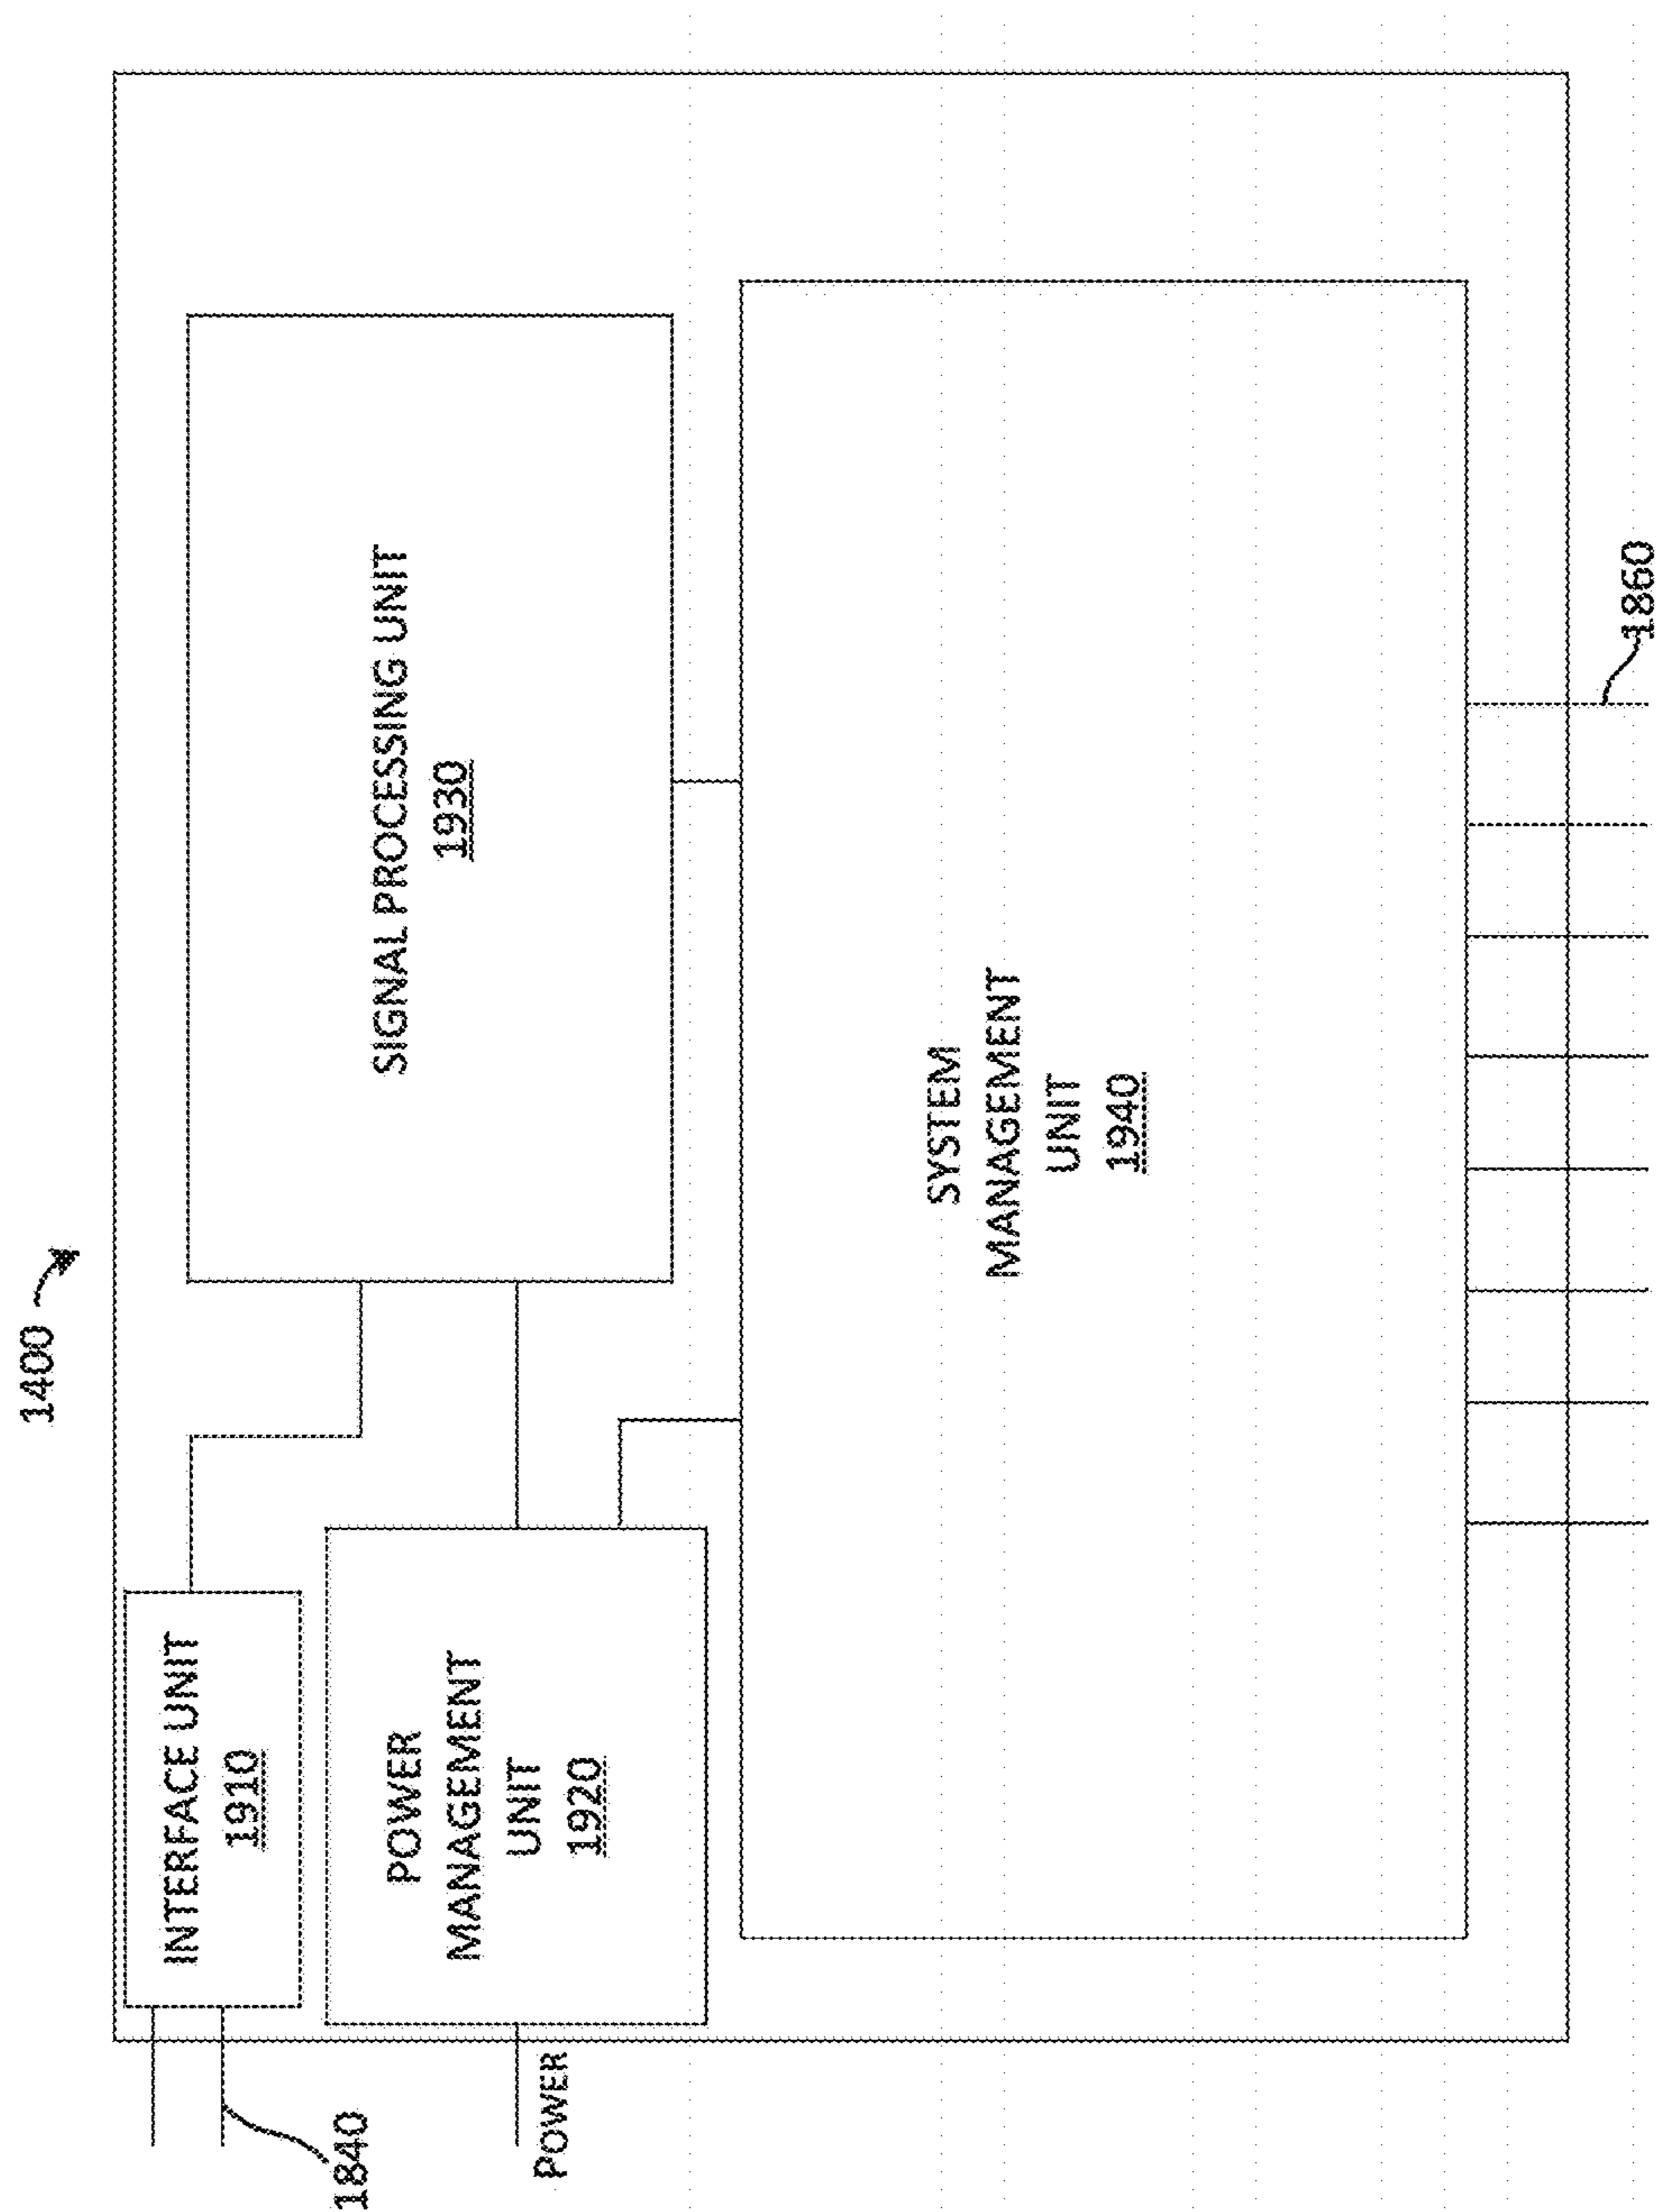 1400
1840
INTERFACE UNIT
1910
POWER
POWER
MANAGEMENT
UNIT
1920
SIGNAL PROCESSING UNIT
1930
SYSTEM
MANAGEMENT
UNIT
1940
1860